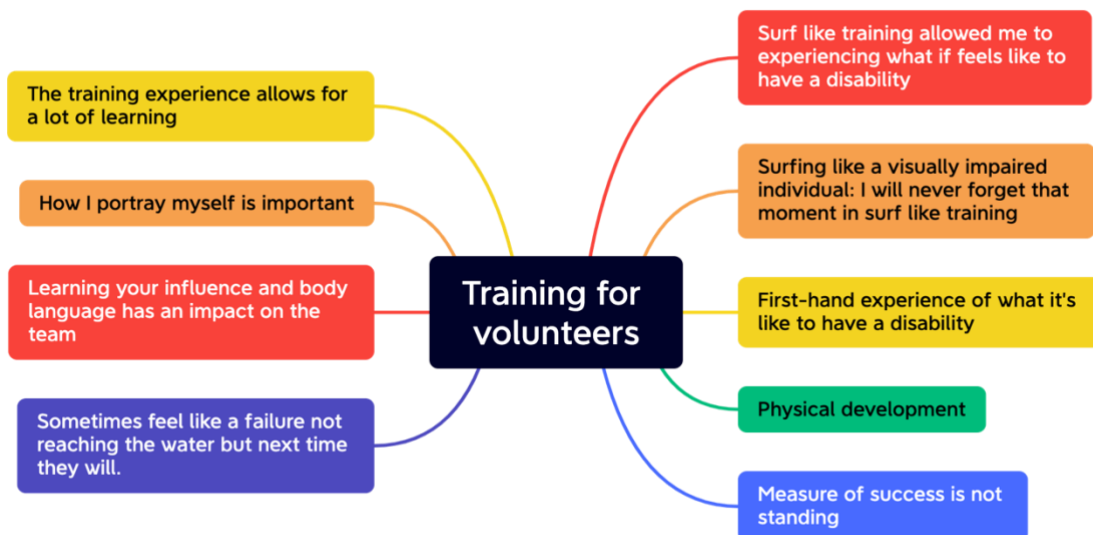 The training experience allows for
a lot of learning
How I portray myself is important
Learning your influence and body
language has an impact on the
team
Sometimes feel like a failure not
reaching the water but next time
they will.
Training for
volunteers
Surf like training allowed me to
experiencing what if feels like to
have a disability
Surfing like a visually impaired
individual: I will never forget that
moment in surf like training
First-hand experience of what it's
like to have a disability
Physical development
Measure of success is not
standing